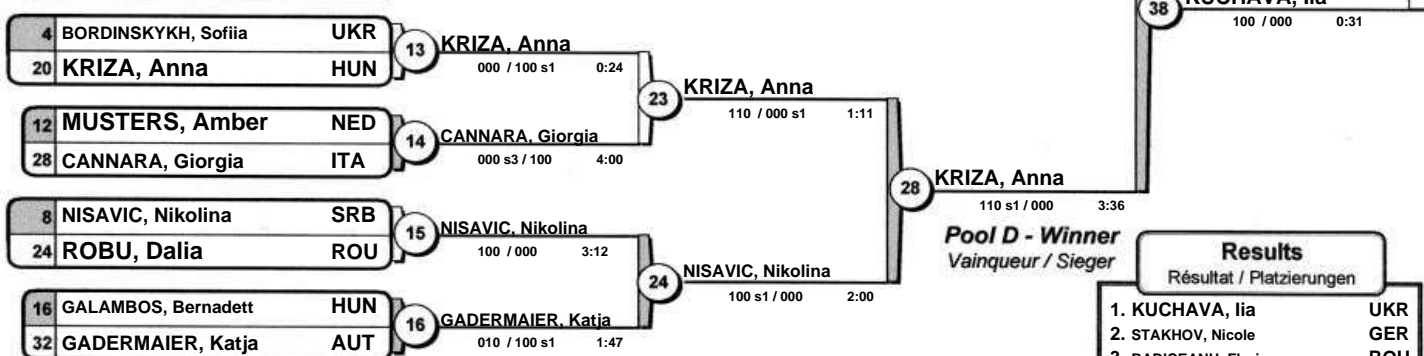 KUCHAVA, Iia
38
100 / 000 0:31
4 BORDINSKYKH, Sofiia UKR
20 KRIZA, Anna HUN
13 KRIZA, Anna
000 / 100 s1 0:24
12 MUSTERS, Amber NED
28 CANNARA, Giorgia ITA
14 CANNARA, Giorgia
000 s3 / 100 4:00
23 KRIZA, Anna
110 / 000 s1 1:11
8 NISAVIC, Nikolina SRB
24 ROBU, Dalia ROU
15 NISAVIC, Nikolina
100 / 000 3:12
16 GALAMBOS, Bernadett HUN
32 GADERMAIER, Katja AUT
16 GADERMAIER, Katja
010 / 100 s1 1:47
24 NISAVIC, Nikolina
100 s1 / 000 2:00
28 KRIZA, Anna
110 s1 / 000 3:36
Pool D - Winner
Vainqueur / Sieger
Results
Résultat / Platzierungen
1. KUCHAVA, Iia UKR
2. STAKHOV, Nicole GER